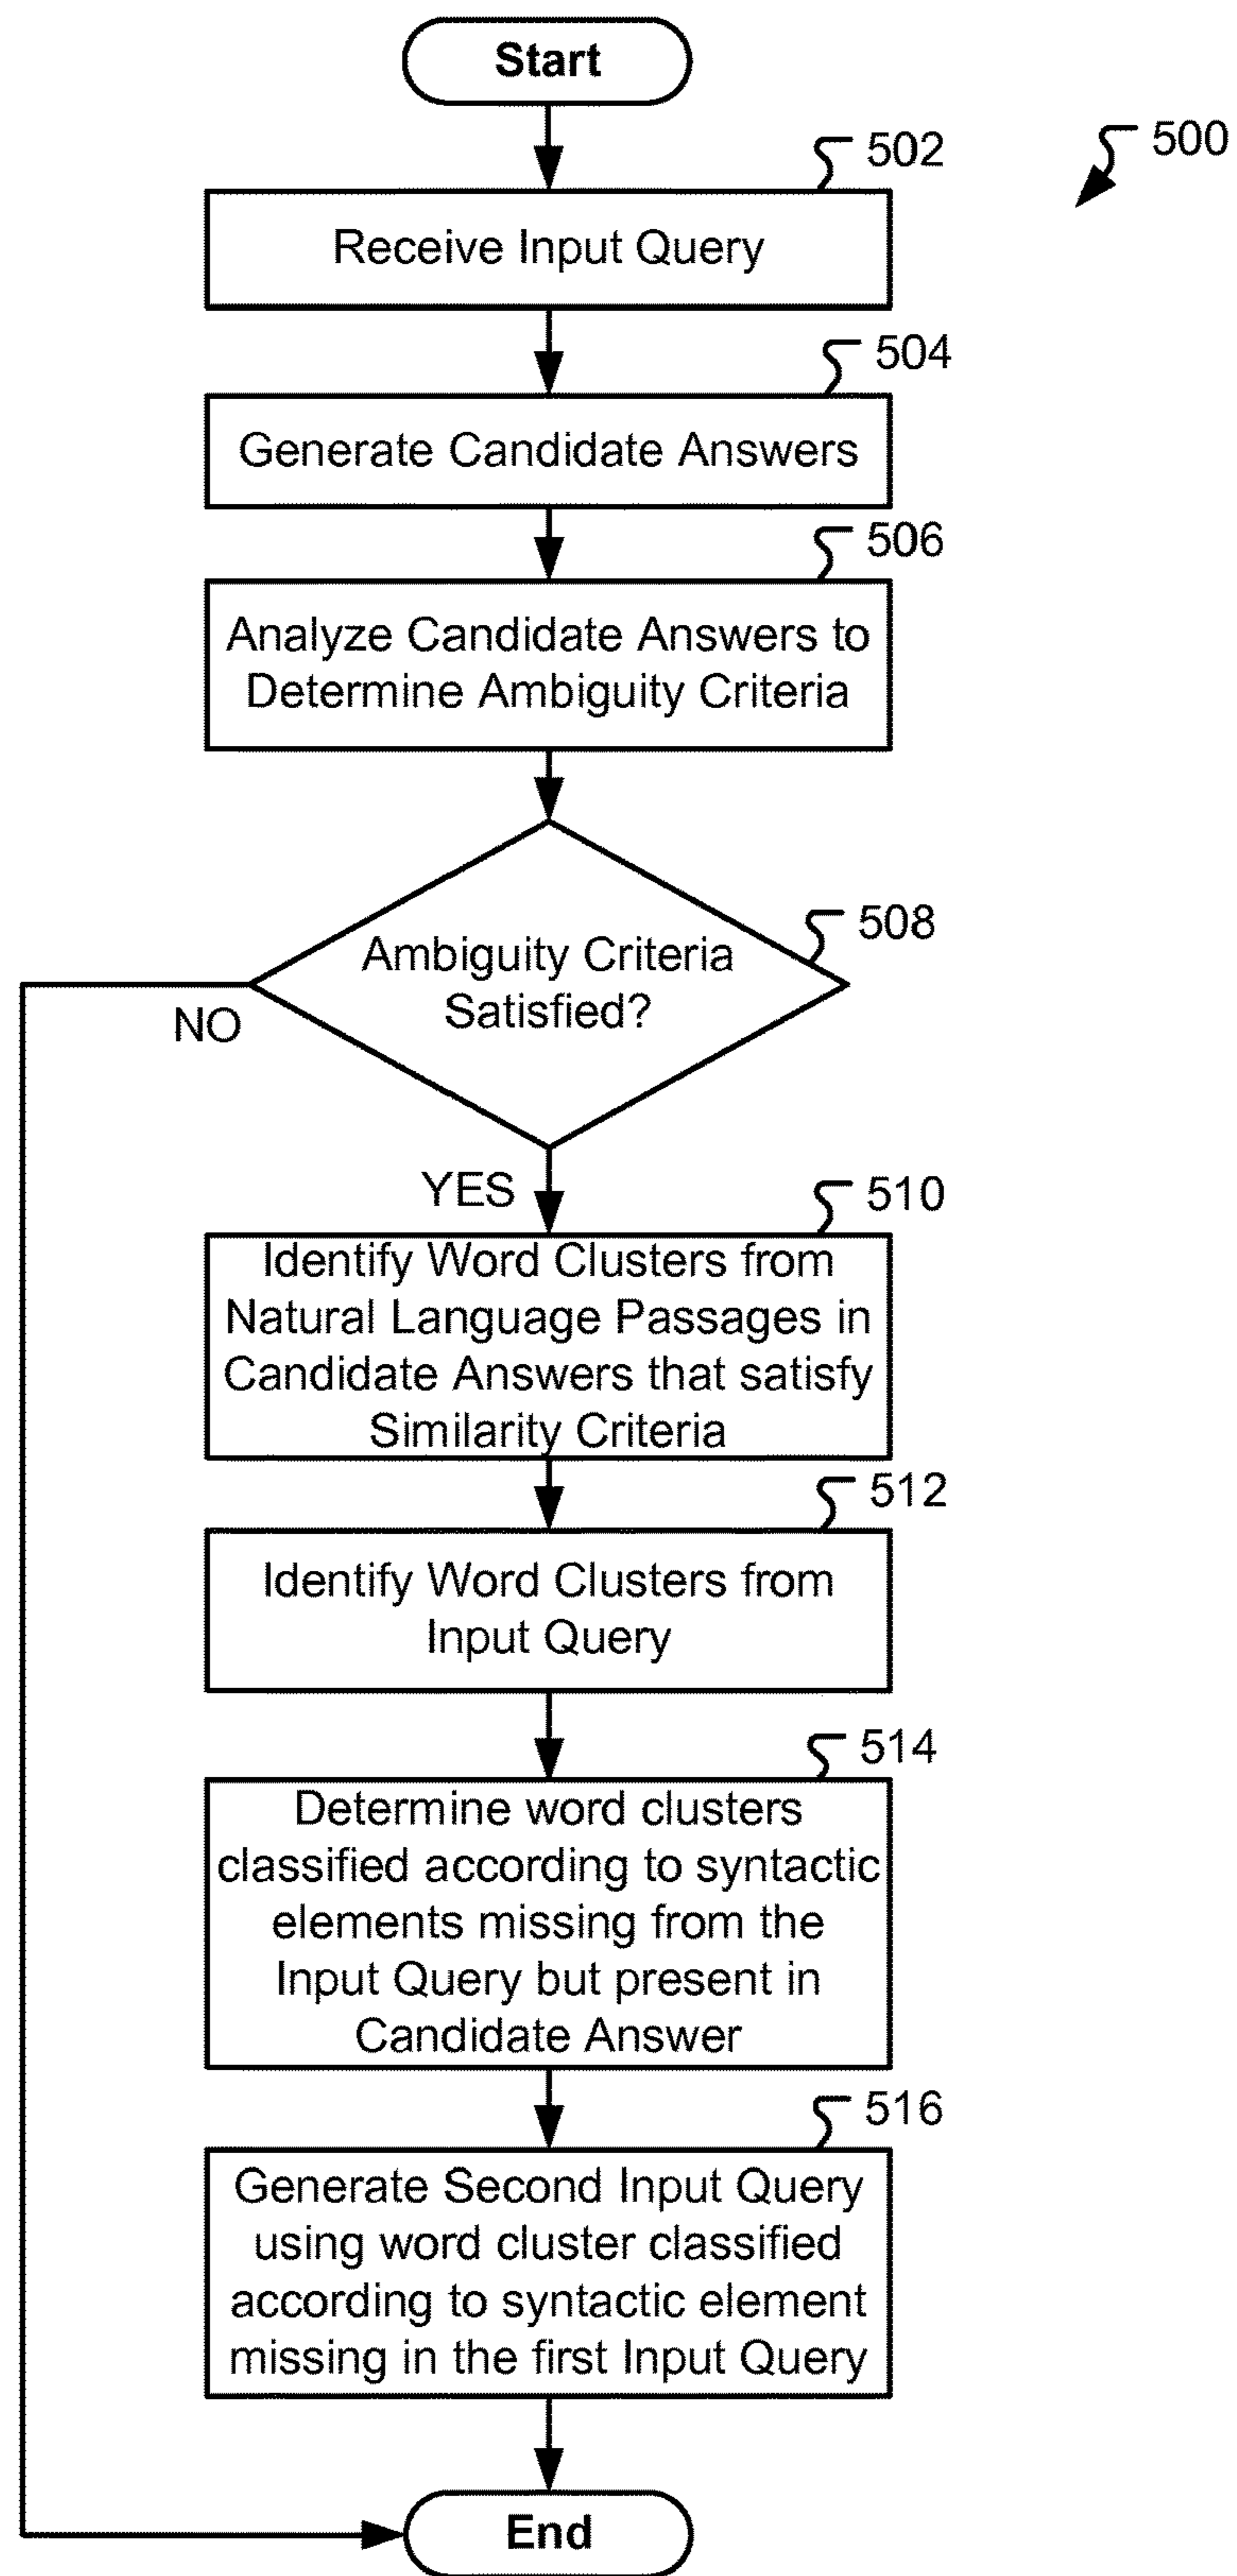 Start
500
502
Receive Input Query
504
Generate Candidate Answers
506
Analyze Candidate Answers to
Determine Ambiguity Criteria
508
Ambiguity Criteria
Satisfied?
NO
YES
510
Identify Word Clusters from
Natural Language Passages in
Candidate Answers that satisfy
Similarity Criteria
512
Identify Word Clusters from
Input Query
514
Determine word clusters
classified according to syntactic
elements missing from the
Input Query but present in
Candidate Answer
516
Generate Second Input Query
using word cluster classified
according to syntactic element
missing in the first Input Query
End